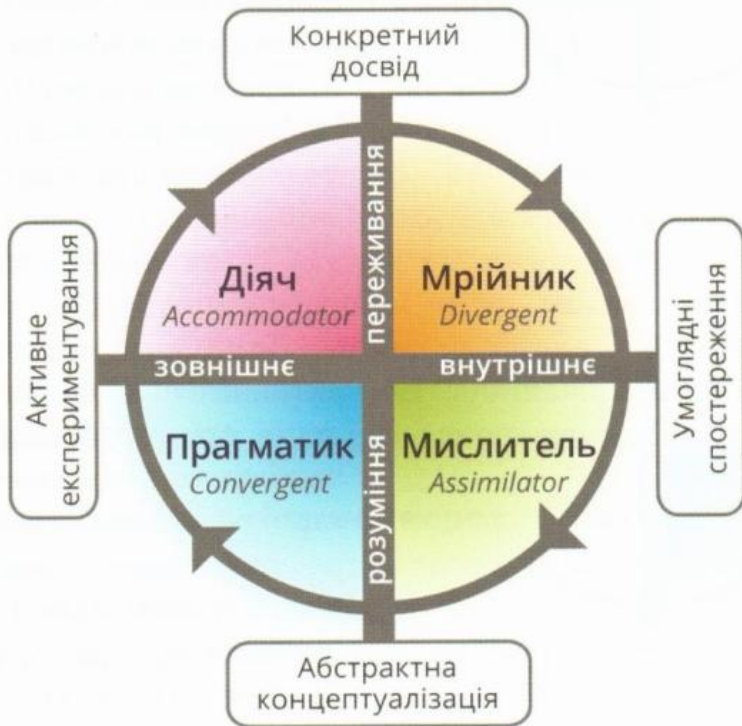 Конкретний
досвід
переживання
Діяч
Accommodator
Мрійник
Divergent
Активне
експериментування
зовнішнє
внутрішнє
Умоглядні
спостереження
Прагматик
Convergent
Мислитель
Assimilator
розуміння
Абстрактна
концептуалізація